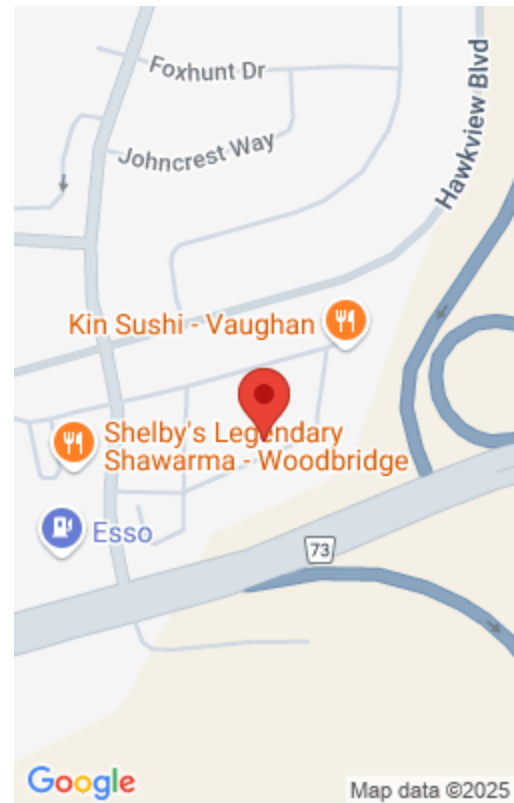 Foxhunt Dr
Johncrest Way
Hawkview Blvd
Kin Sushi - Vaughan
Shelby's Legendary
Shawarma - Woodbridge
Esso
73
Google
Map data ©2025